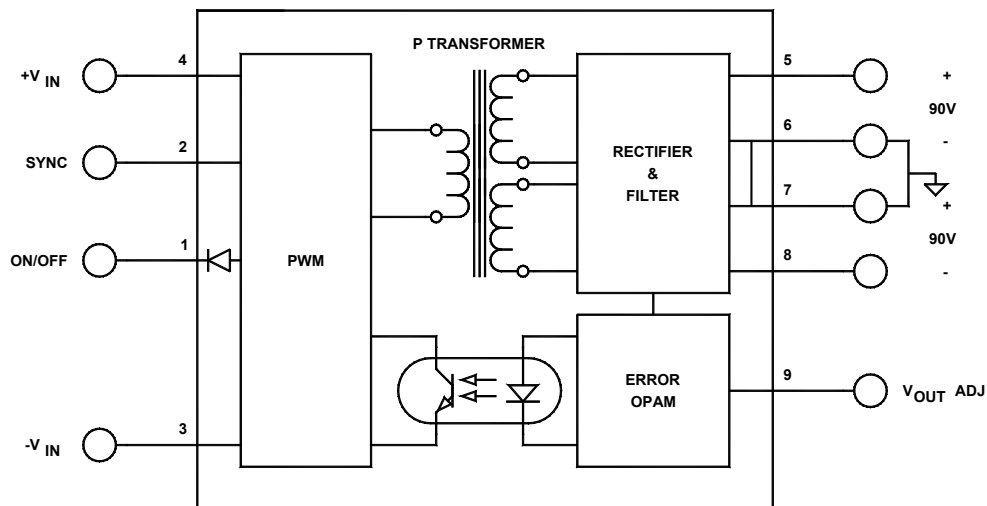 P TRANSFORMER
4
+V IN
2
SYNC
1
ON/OFF
3
-V IN
PWM
RECTIFIER
&
FILTER
ERROR
OPAM
5
+
90V
6
-
7
+
90V
8
-
9
VOUT ADJ